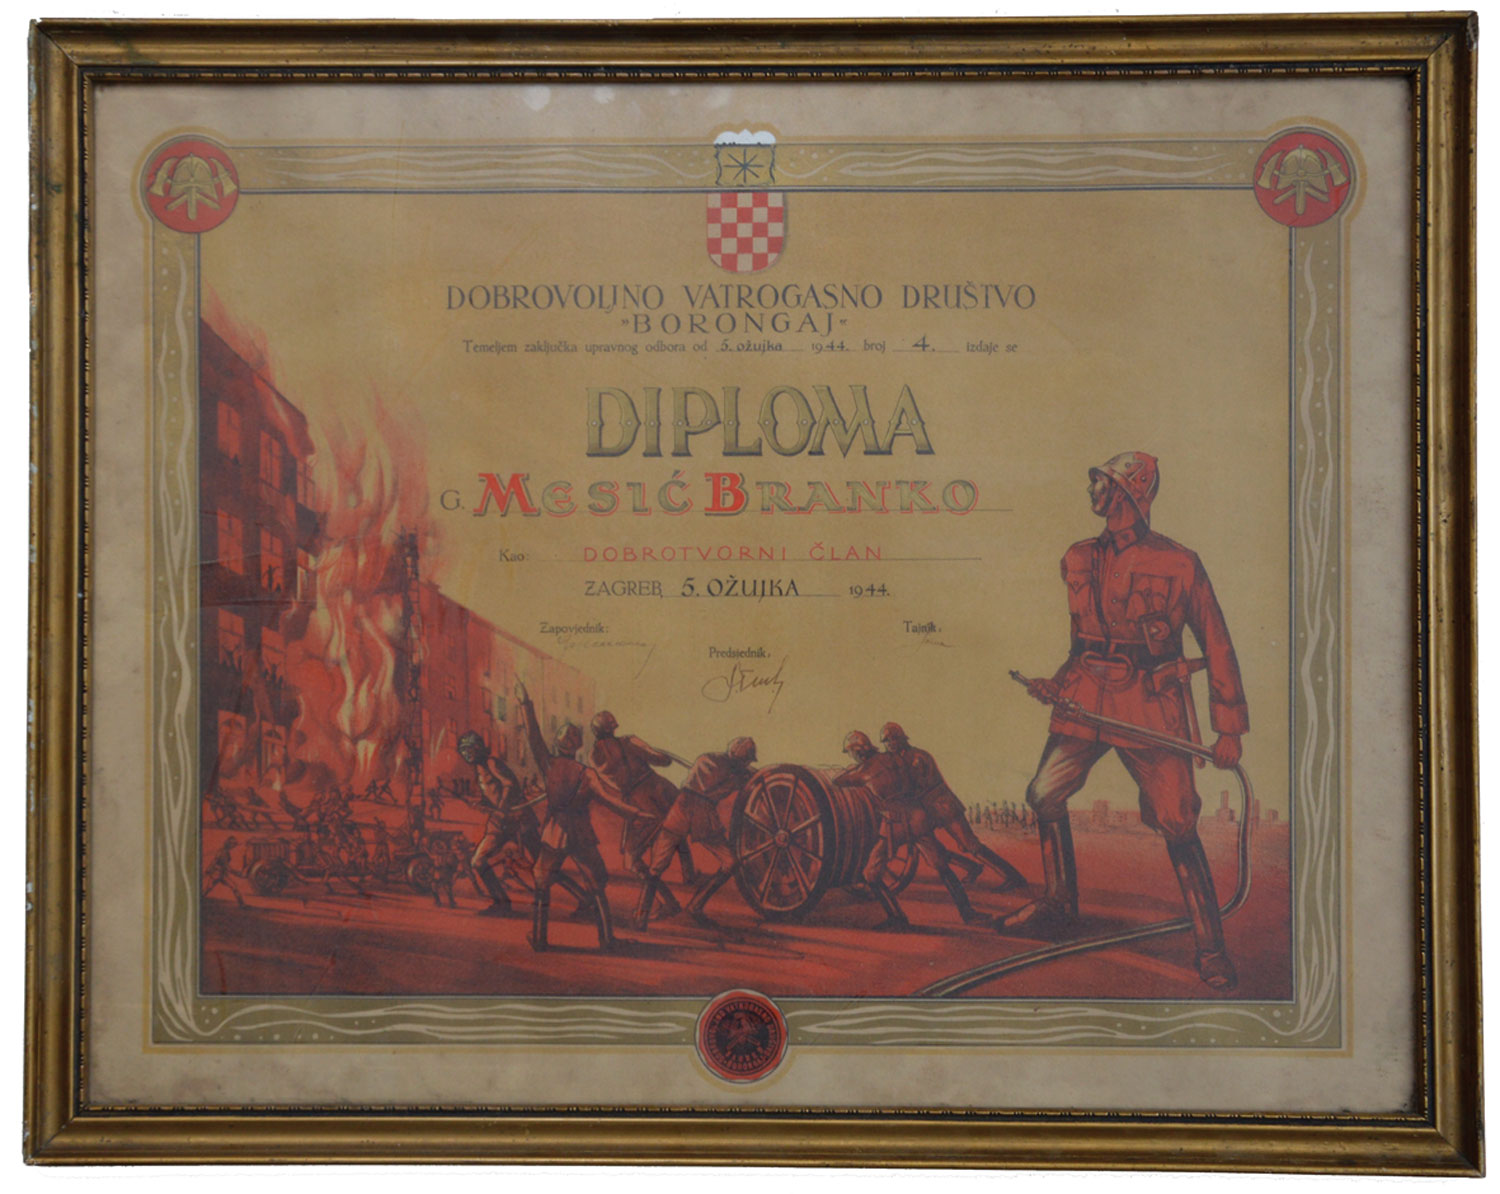 DOBROVOLJNO VATROGASNO DRUŠTVO
"BORONGAJ"
Temeljem zaključka upravnog odbora od 5. ožujka 1944. broj 4. izdaje se
DIPLOMA
G. MESIĆ BRANKO
Kao: DOBROTVORNI ČLAN
ZAGREB, 5. OŽUJKA 1944.
Zapovjednik: Tajnik:
Predsjednik: